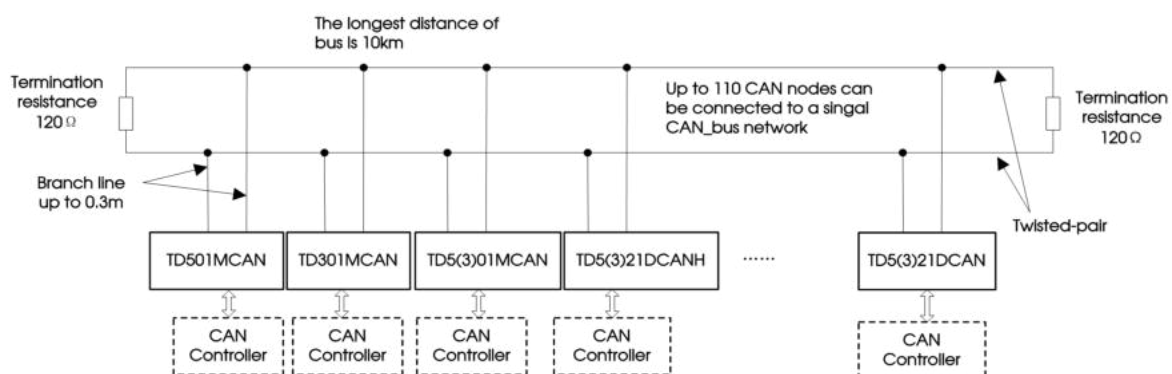 The longest distance of
bus is 10km
Termination
resistance
120Ω
Up to 110 CAN nodes can
be connected to a singal
CAN_bus network
Termination
resistance
120Ω
Branch line
up to 0.3m
Twisted-pair
TD501MCAN
TD301MCAN
TD5(3)01MCAN
TD5(3)21DCANH
······
TD5(3)21DCAN
CAN
Controller
CAN
Controller
CAN
Controller
CAN
Controller
CAN
Controller